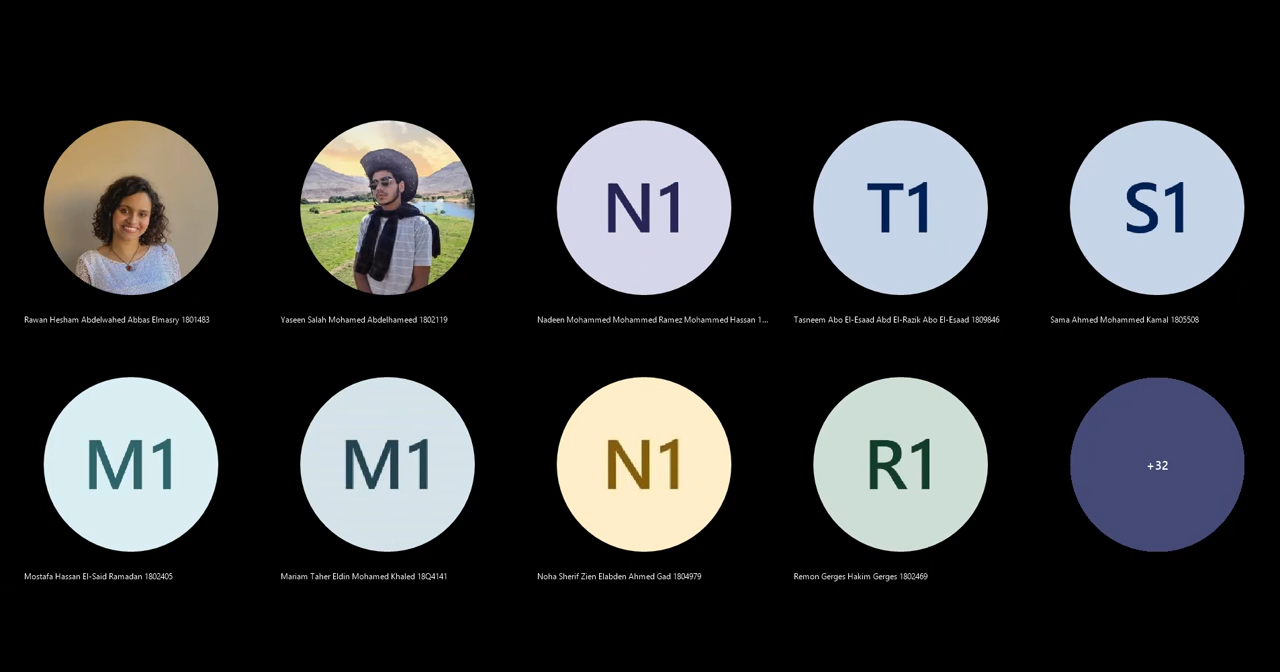 N1
T1
S1
Rawan Hesham Abdelwahed Abbas Elmasry 1801483
Yaseen Salah Mohamed Abdelhameed 1802119
Nadeen Mohammed Mohammed Ramez Mohammed Hassan 1...
Tasneem Abo El-Esaad Abd El-Razik Abo El-Esaad 1809846
Sama Ahmed Mohammed Kamal 1805508
M1
M1
N1
R1
+32
Mostafa Hassan El-Said Ramadan 1802405
Mariam Taher Eldin Mohamed Khaled 18Q4141
Noha Sherif Zien Elabden Ahmed Gad 1804979
Remon Gerges Hakim Gerges 1802469